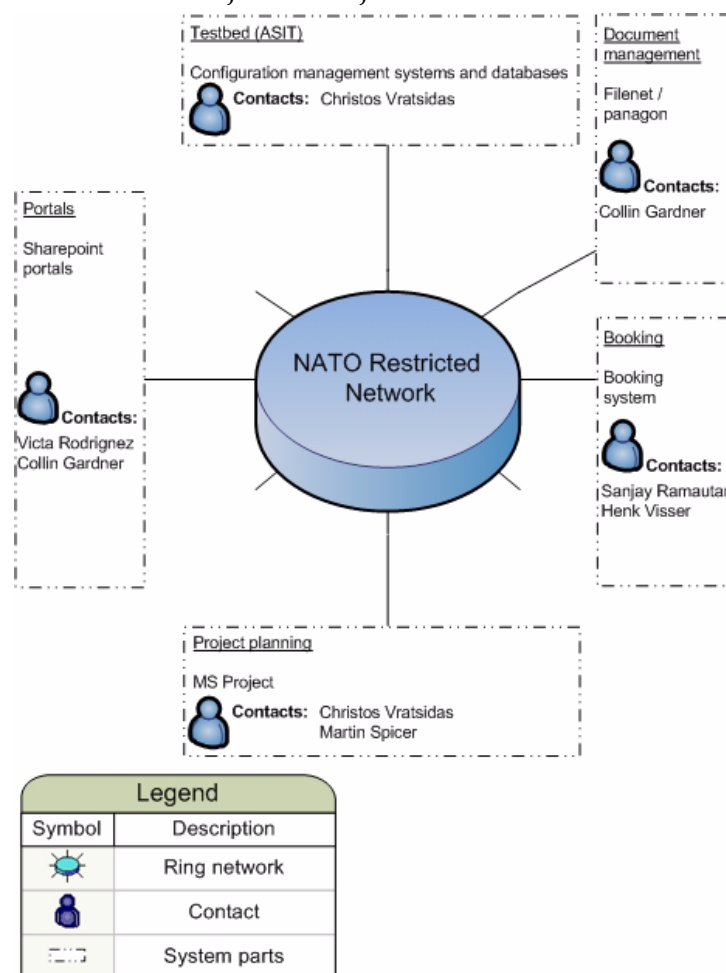 Testbed (ASIT)
Configuration management systems and databases
Contacts: Christos Vratsidas
Document
management
Filenet /
panagon
Contacts:
Collin Gardner
Portals
Sharepoint
portals
Contacts:
Victa Rodrignez
Collin Gardner
NATO Restricted
Network
Booking
Booking
system
Contacts:
Sanjay Ramautar
Henk Visser
Project planning
MS Project
Contacts: Christos Vratsidas
Martin Spicer
Legend
Symbol Description
Ring network
Contact
System parts